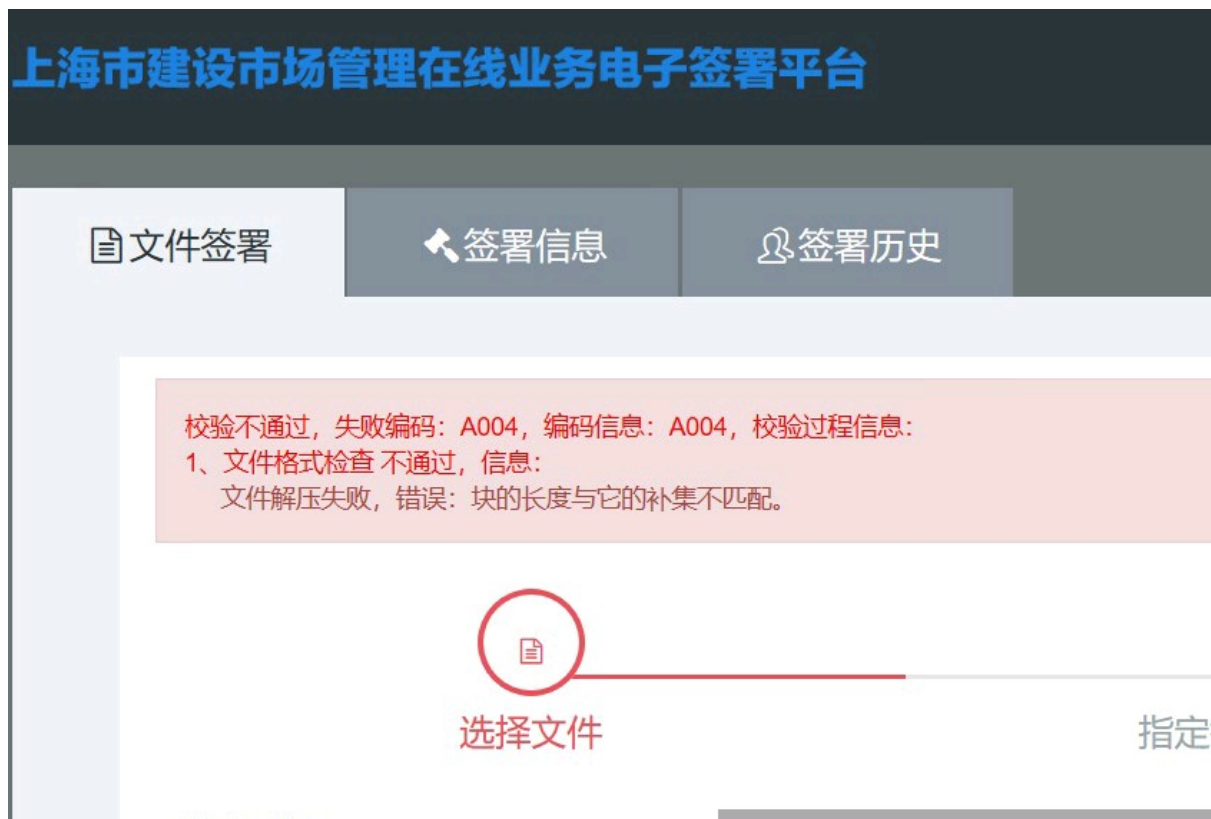 上海市建设市场管理在线业务电子签署平台
文件签署
签署信息
签署历史
校验不通过，失败编码：A004，编码信息：A004，校验过程信息：
1、文件格式检查 不通过，信息：
文件解压失败，错误：块的长度与它的补集不匹配。
选择文件
指定